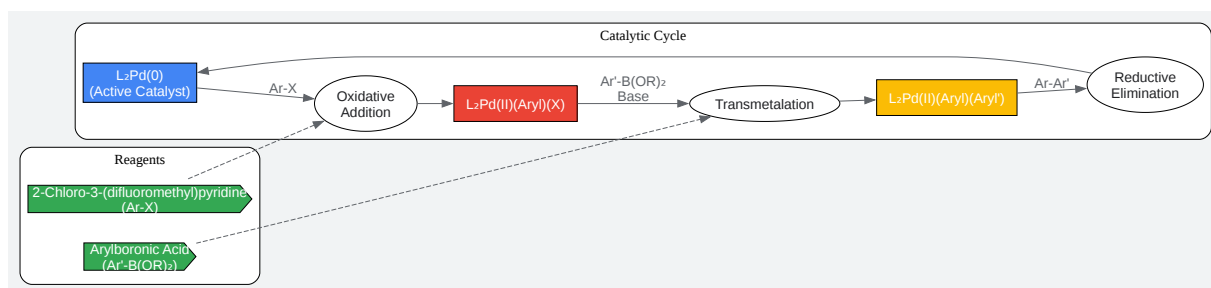 Catalytic Cycle
L₂Pd(0)
(Active Catalyst)
Ar-X
Oxidative
Addition
L₂Pd(II)(Aryl)(X)
Ar'-B(OR)₂
Base
Transmetalation
L₂Pd(II)(Aryl)(Aryl')
Ar-Ar'
Reductive
Elimination
Reagents
2-Chloro-3-(difluoromethyl)pyridine
(Ar-X)
Arylboronic Acid
(Ar'-B(OR)₂)